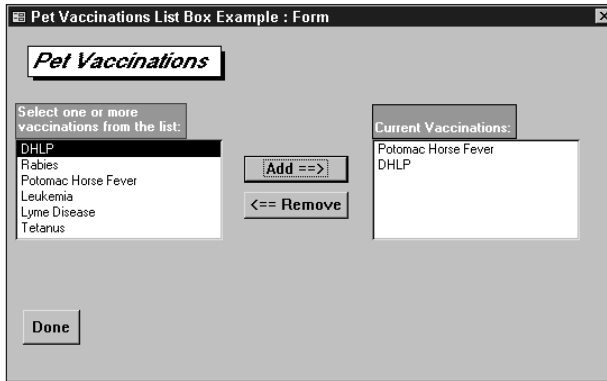 Pet Vaccinations List Box Example : Form
Pet Vaccinations
Select one or more
vaccinations from the list:
DHLP
Rabies
Potomac Horse Fever
Leukemia
Lyme Disease
Tetanus
Add ==>
<== Remove
Current Vaccinations:
Potomac Horse Fever
DHLP
Done